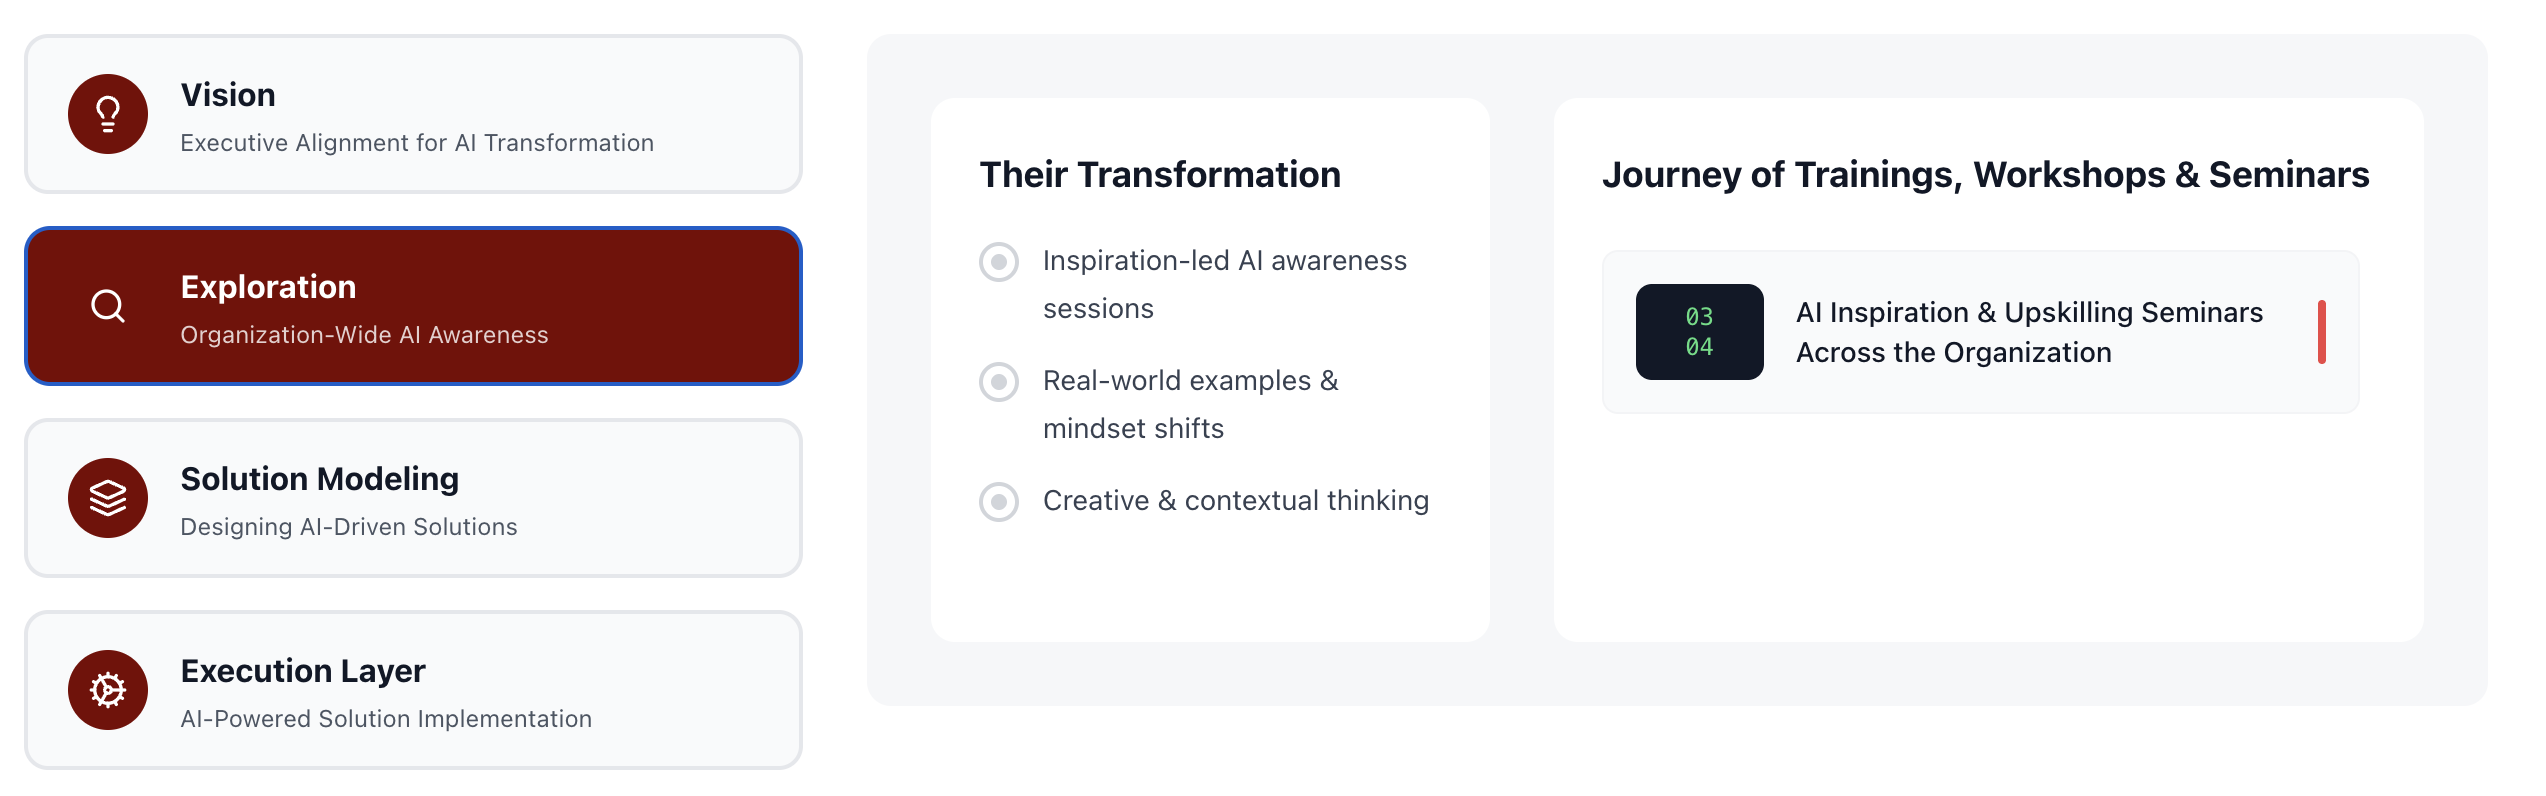 Vision
Executive Alignment for AI Transformation
Exploration
Organization-Wide AI Awareness
Solution Modeling
Designing AI-Driven Solutions
Execution Layer
AI-Powered Solution Implementation
Their Transformation
Inspiration-led AI awareness
sessions
Real-world examples &
mindset shifts
Creative & contextual thinking
Journey of Trainings, Workshops & Seminars
03
04
AI Inspiration & Upskilling Seminars
Across the Organization